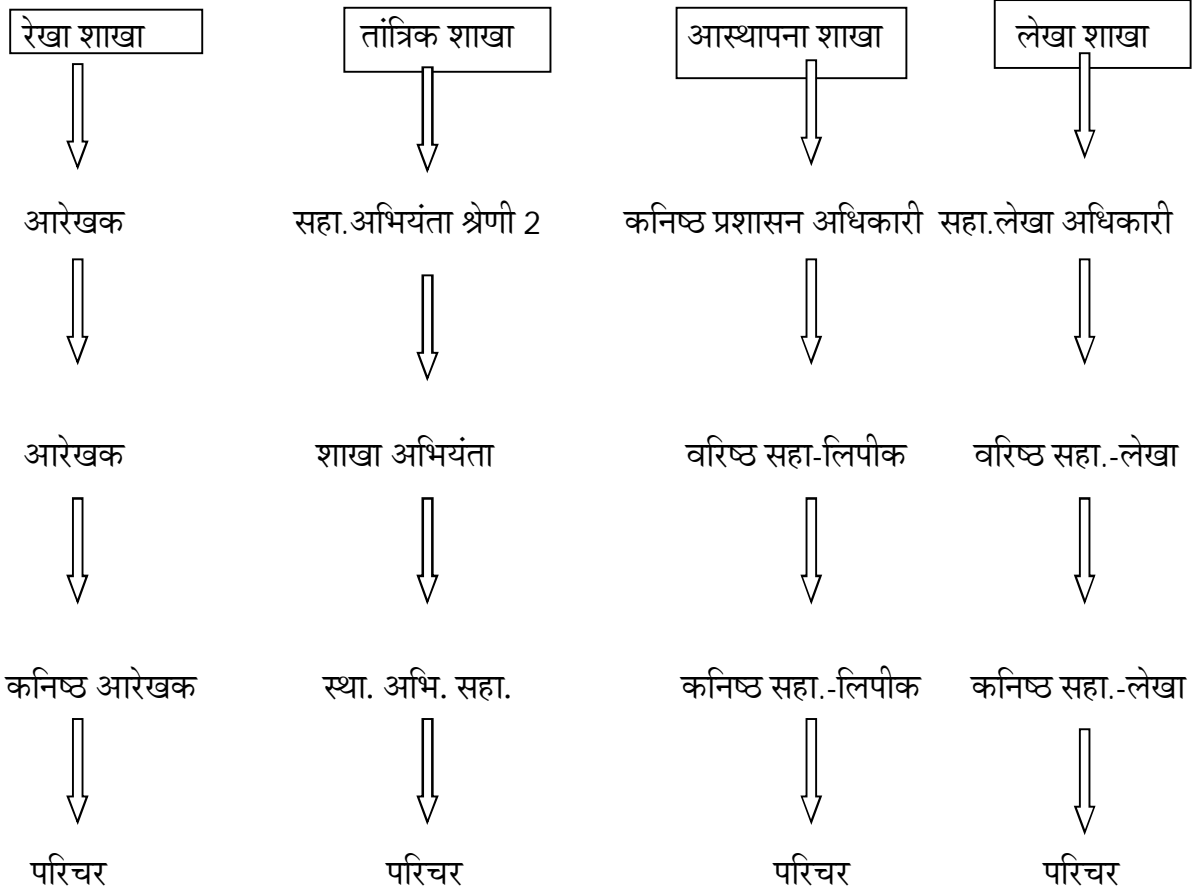 रेखा शाखा तांत्रिक शाखा आस्थापना शाखा लेखा शाखा
आरेखक सहा.अभियंता श्रेणी 2 कनिष्ठ प्रशासन अधिकारी सहा.लेखा अधिकारी
आरेखक शाखा अभियंता वरिष्ठ सहा-लिपीक वरिष्ठ सहा.-लेखा
कनिष्ठ आरेखक स्था. अभि. सहा. कनिष्ठ सहा.-लिपीक कनिष्ठ सहा.-लेखा
परिचर परिचर परिचर परिचर